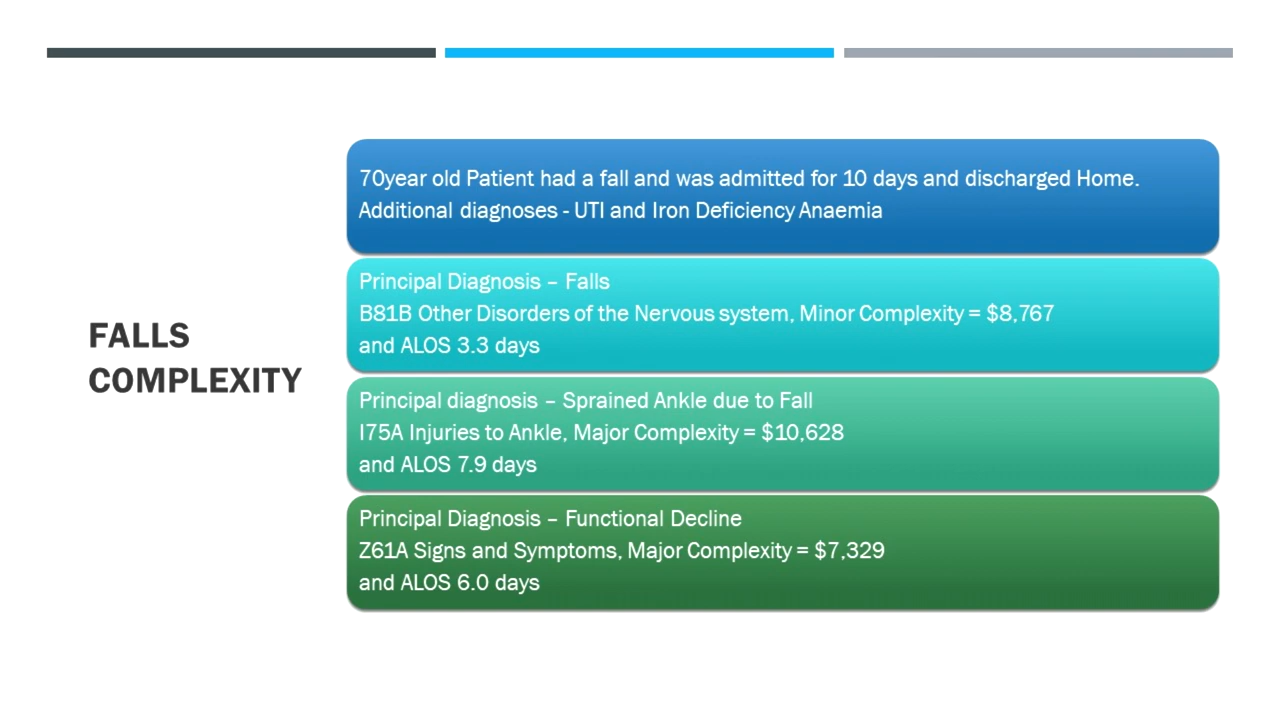 FALLS
COMPLEXITY
70year old Patient had a fall and was admitted for 10 days and discharged Home.
Additional diagnoses - UTI and Iron Deficiency Anaemia
Principal Diagnosis – Falls
B81B Other Disorders of the Nervous system, Minor Complexity = $8,767
and ALOS 3.3 days
Principal diagnosis – Sprained Ankle due to Fall
I75A Injuries to Ankle, Major Complexity = $10,628
and ALOS 7.9 days
Principal Diagnosis – Functional Decline
Z61A Signs and Symptoms, Major Complexity = $7,329
and ALOS 6.0 days